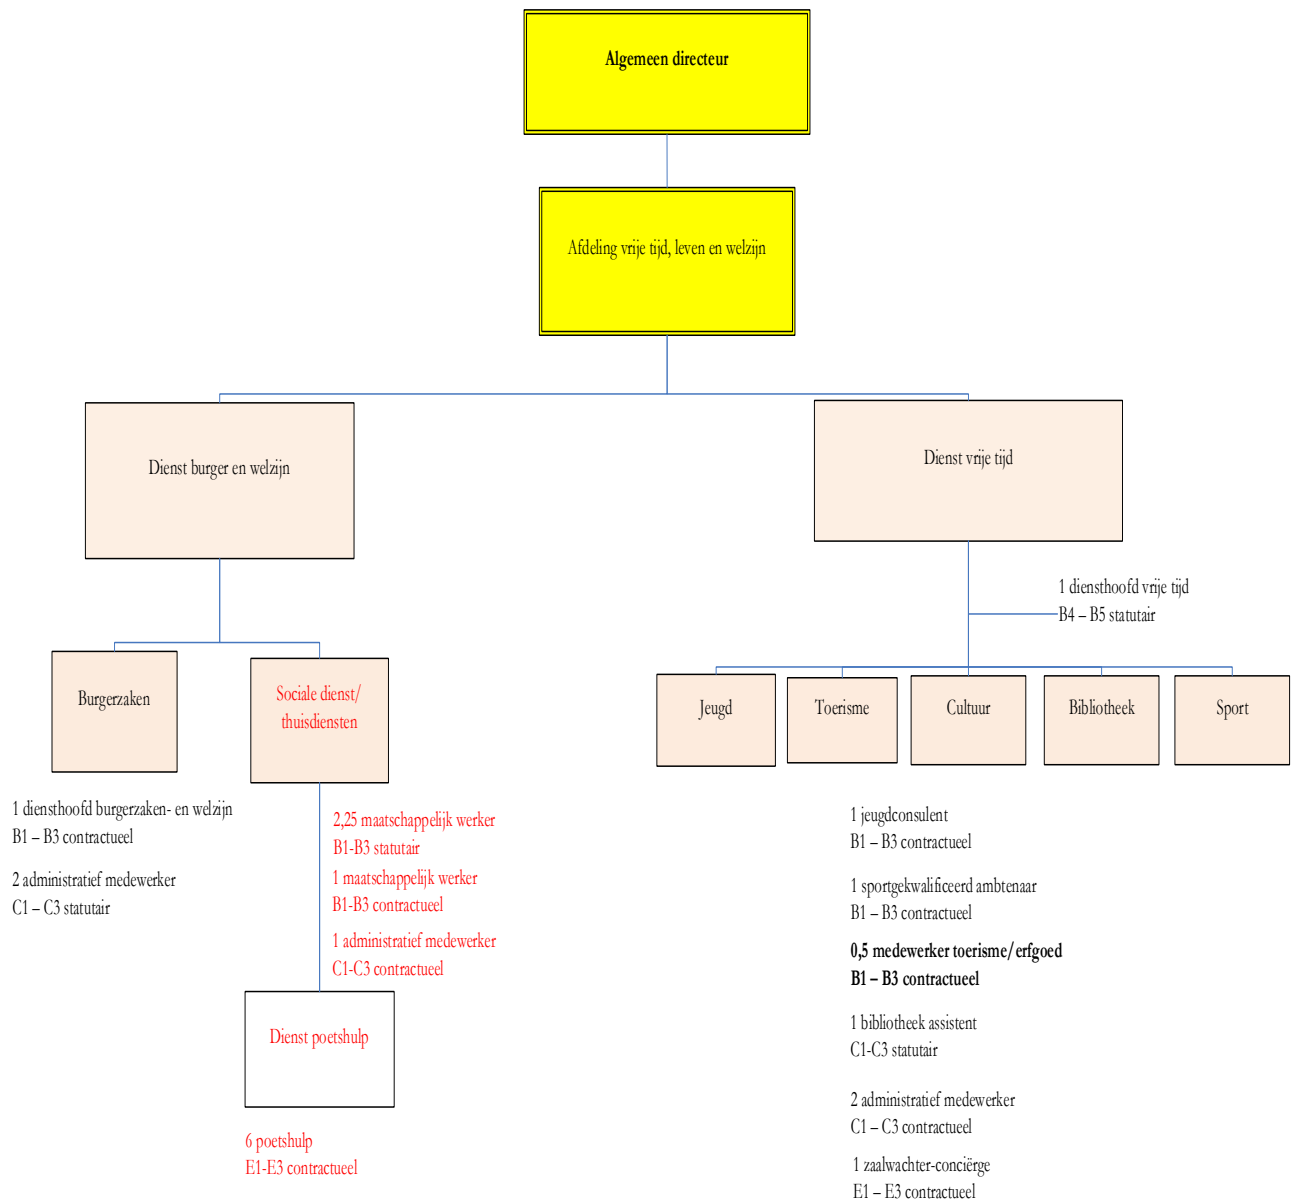 Algemeen directeur
Afdeling vrije tijd, leven en welzijn
Dienst burger en welzijn
Dienst vrije tijd
1 diensthoofd vrije tijd
B4 – B5 statutair
Burgerzaken
Sociale dienst/
thuisdiensten
Jeugd
Toerisme
Cultuur
Bibliotheek
Sport
1 diensthoofd burgerzaken- en welzijn
B1 – B3 contractueel
2 administratief medewerker
C1 – C3 statutair
2,25 maatschappelijk werker
B1-B3 statutair
1 maatschappelijk werker
B1-B3 contractueel
1 administratief medewerker
C1-C3 contractueel
Dienst poetshulp
6 poetshulp
E1-E3 contractueel
1 jeugdconsulent
B1 – B3 contractueel
1 sportgekwalificeerd ambtenaar
B1 – B3 contractueel
0,5 medewerker toerisme/erfgoed
B1 – B3 contractueel
1 bibliotheek assistent
C1-C3 statutair
2 administratief medewerker
C1 – C3 contractueel
1 zaalwachter-conciërge
E1 – E3 contractueel